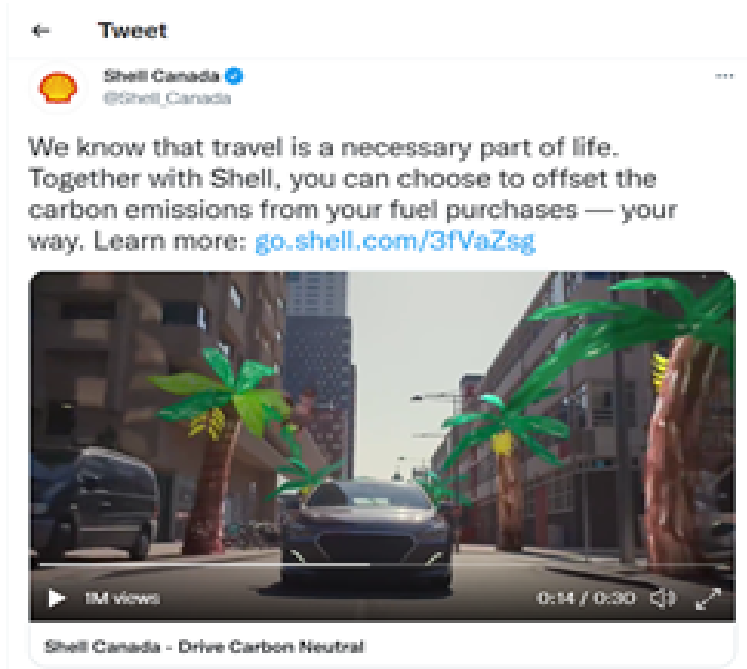 Tweet
Shell Canada
@Shell_Canada
We know that travel is a necessary part of life.
Together with Shell, you can choose to offset the
carbon emissions from your fuel purchases — your
way. Learn more: go.shell.com/3fVaZsg
1M views
0:14 / 0:30
Shell Canada - Drive Carbon Neutral